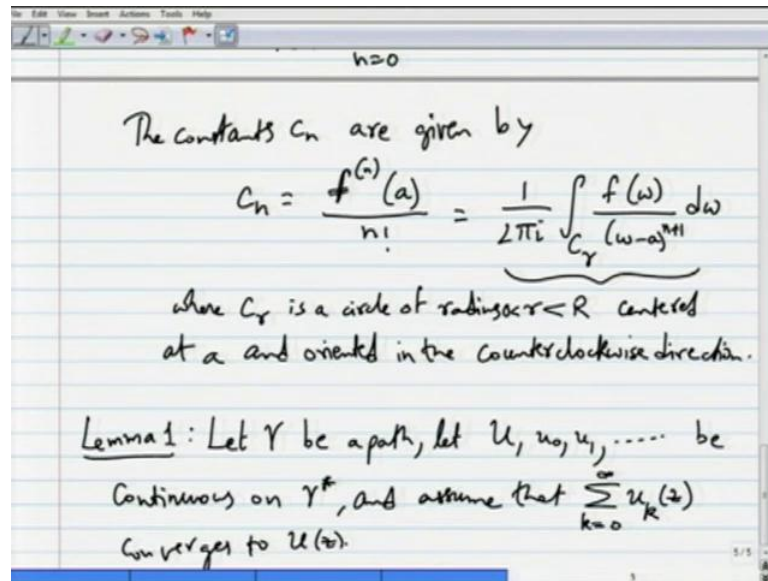 File Edit View Insert Actions Tools Help
n=0
The constants Cn are given by
Cn = f^(n)(a) / n! = 1 / 2πi ∫_Cr f(ω) / (ω-a)^(n+1) dω
where Cr is a circle of radius 0<r<R centered
at a and oriented in the counterclockwise direction.
Lemma 1 : Let γ be a path, let U, u₀, u₁, ..... be
Continuous on γ*, and assume that ∑_{k=0}^{∞} u_k(z)
Converges to U(z).
5/5